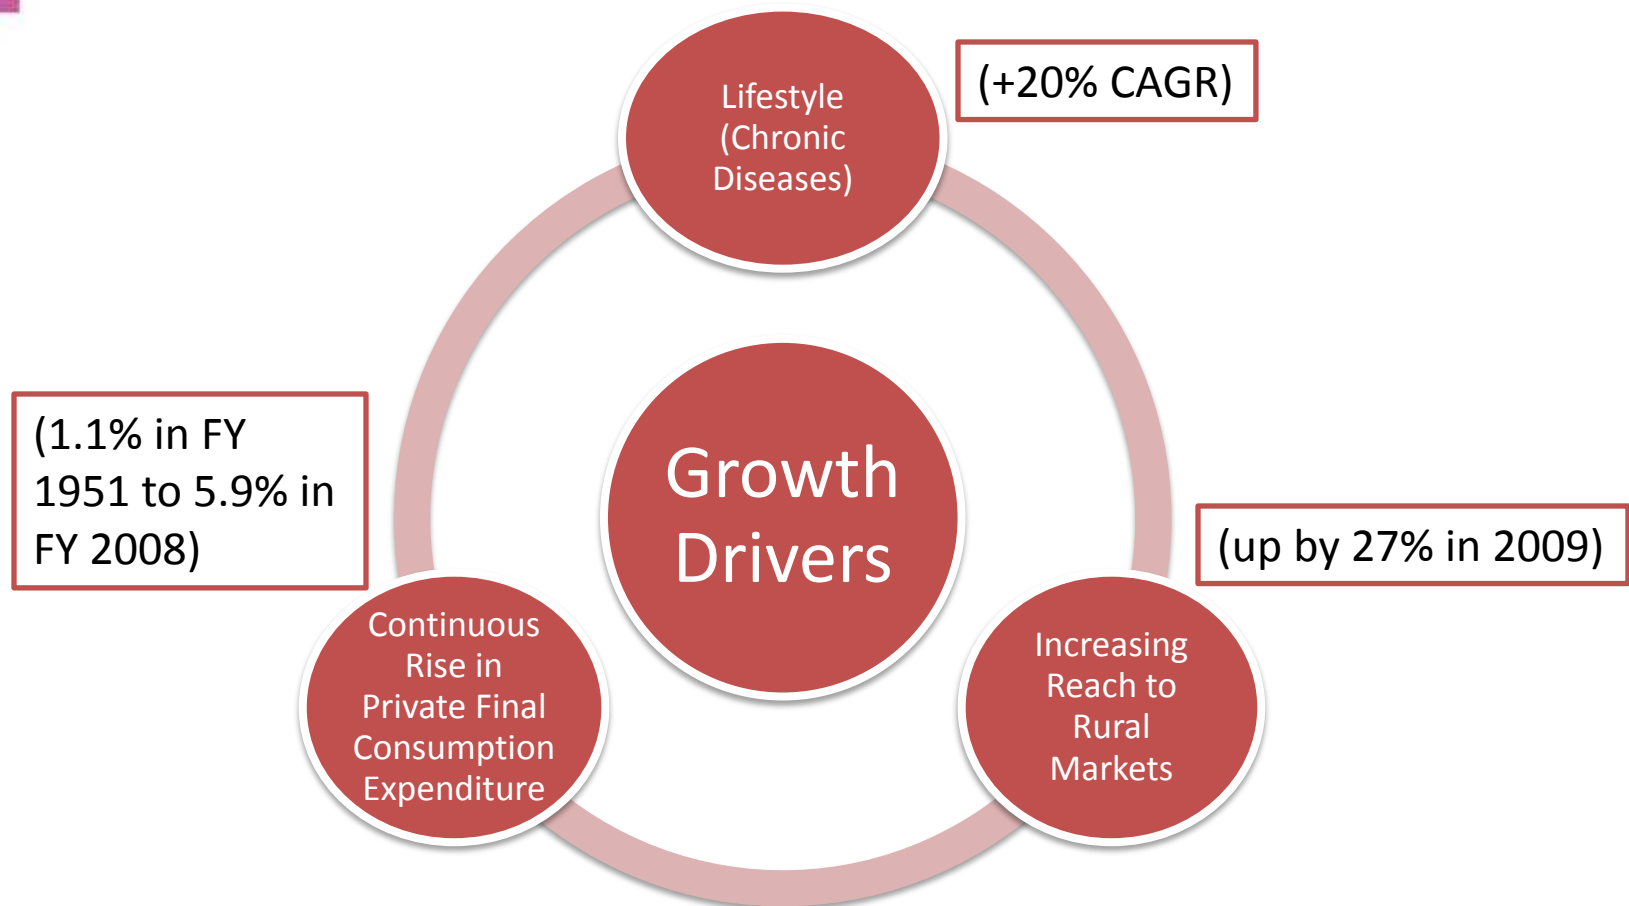 Lifestyle
(Chronic
Diseases)
(+20% CAGR)
Growth
Drivers
(1.1% in FY
1951 to 5.9% in
FY 2008)
(up by 27% in 2009)
Continuous
Rise in
Private Final
Consumption
Expenditure
Increasing
Reach to
Rural
Markets